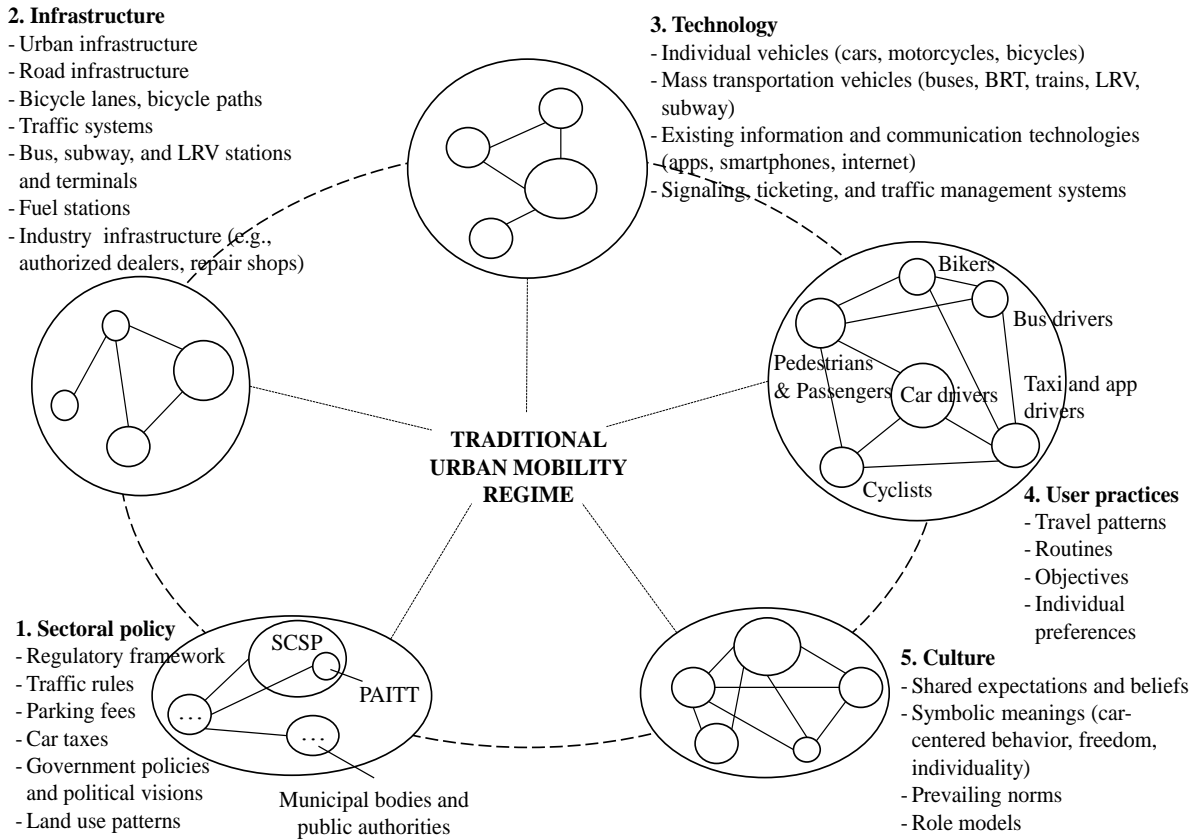 2. Infrastructure
- Urban infrastructure
- Road infrastructure
- Bicycle lanes, bicycle paths
- Traffic systems
- Bus, subway, and LRV stations
and terminals
- Fuel stations
- Industry infrastructure (e.g.,
authorized dealers, repair shops)
3. Technology
- Individual vehicles (cars, motorcycles, bicycles)
- Mass transportation vehicles (buses, BRT, trains, LRV,
subway)
- Existing information and communication technologies
(apps, smartphones, internet)
- Signaling, ticketing, and traffic management systems
Bikers
Bus drivers
Pedestrians
& Passengers
Car drivers
Taxi and app
drivers
Cyclists
TRADITIONAL
URBAN MOBILITY
REGIME
4. User practices
- Travel patterns
- Routines
- Objectives
- Individual
preferences
1. Sectoral policy
- Regulatory framework
- Traffic rules
- Parking fees
- Car taxes
- Government policies
and political visions
- Land use patterns
SCSP
PAITT
...
...
Municipal bodies and
public authorities
5. Culture
- Shared expectations and beliefs
- Symbolic meanings (car-
centered behavior, freedom,
individuality)
- Prevailing norms
- Role models